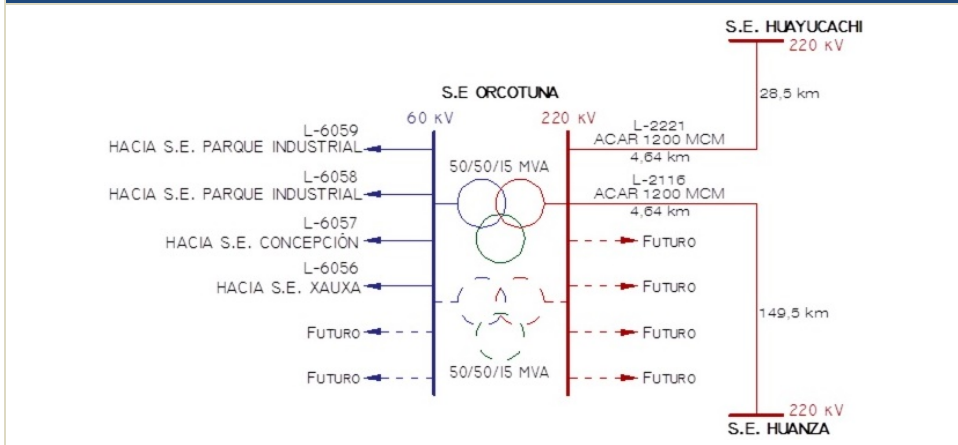 S.E. HUAYUCACHI
220 kV
28,5 km
S.E ORCOTUNA
60 kV
220 kV
L-6059
HACIA S.E. PARQUE INDUSTRIAL
L-6058
HACIA S.E. PARQUE INDUSTRIAL
L-6057
HACIA S.E. CONCEPCIÓN
L-6056
HACIA S.E. XAUXA
FUTURO
FUTURO
50/50/15 MVA
50/50/15 MVA
L-2221
ACAR 1200 MCM
4,64 km
L-2116
ACAR 1200 MCM
4,64 km
FUTURO
FUTURO
FUTURO
FUTURO
149,5 km
220 kV
S.E. HUANZA